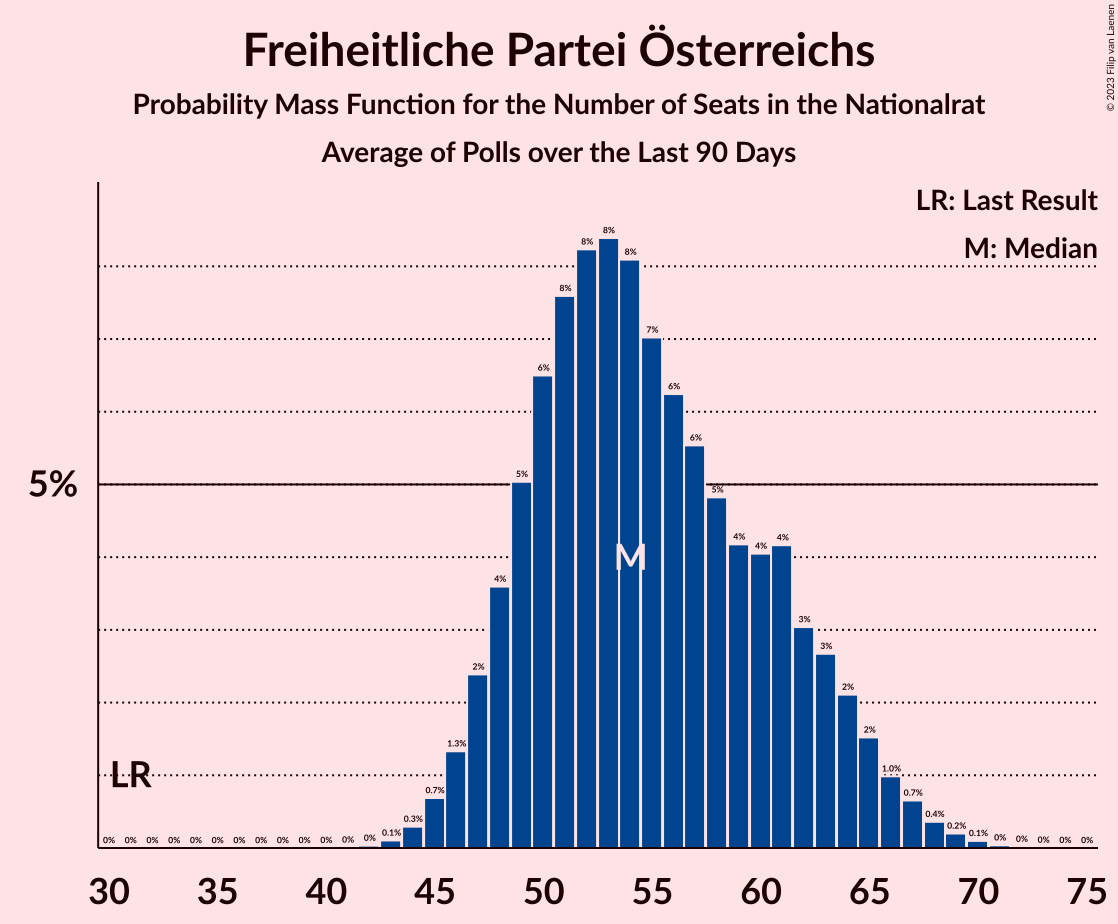 Freiheitliche Partei Österreichs
Probability Mass Function for the Number of Seats in the Nationalrat
Average of Polls over the Last 90 Days
© 2023 Filip van Laenen
LR: Last Result
M: Median
5%
0% 0% 0% 0% 0% 0% 0% 0% 0% 0% 0% 0% 0% 0.1% 0.3% 0.7% 1.3% 2% 4% 5% 6% 8% 8% 8% 8% 7% 6% 6% 5% 4% 4% 4% 3% 3% 2% 2% 1.0% 0.7% 0.4% 0.2% 0.1% 0% 0% 0% 0% 0%
M
LR
30 35 40 45 50 55 60 65 70 75